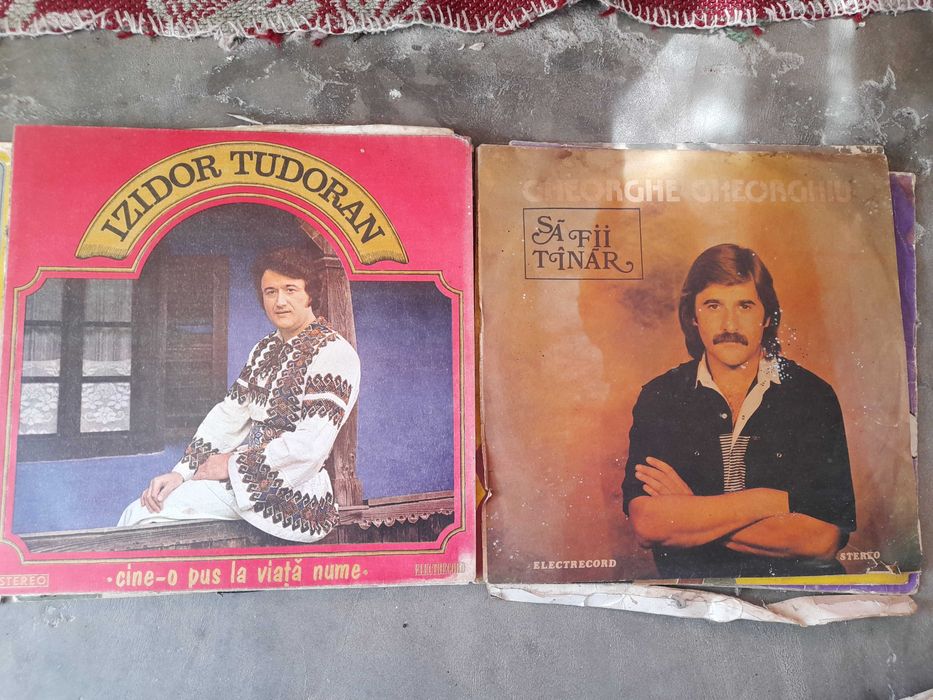 IZIDOR TUDORAN
STEREO
·cine-o pus la viață nume·
ELECTRECORD
GHEORGHE GHEORGHIU
SĂ FII
TÎNĂR
ELECTRECORD
STEREO